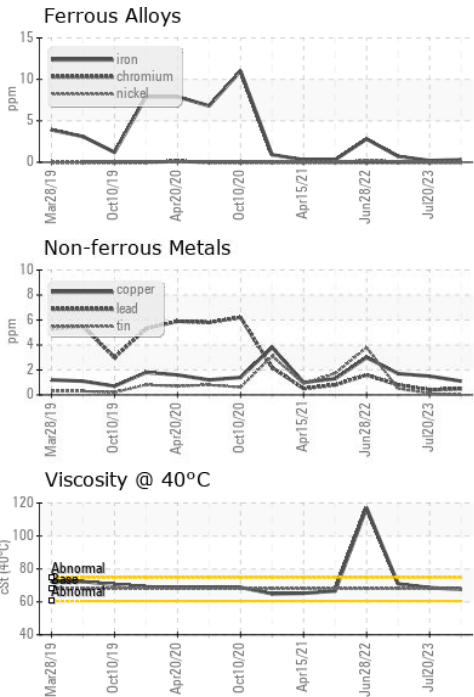 Ferrous Alloys
15
10
5
0
ppm
iron
chromium
nickel
Mar28/19
Oct10/19
Apr20/20
Oct10/20
Apr15/21
Jun28/22
Jul20/23
Non-ferrous Metals
10
8
6
4
2
0
ppm
copper
lead
tin
Mar28/19
Oct10/19
Apr20/20
Oct10/20
Apr15/21
Jun28/22
Jul20/23
Viscosity @ 40°C
120
100
80
60
40
cSt (40°C)
Abnormal
Base
Abnormal
Mar28/19
Oct10/19
Apr20/20
Oct10/20
Apr15/21
Jun28/22
Jul20/23